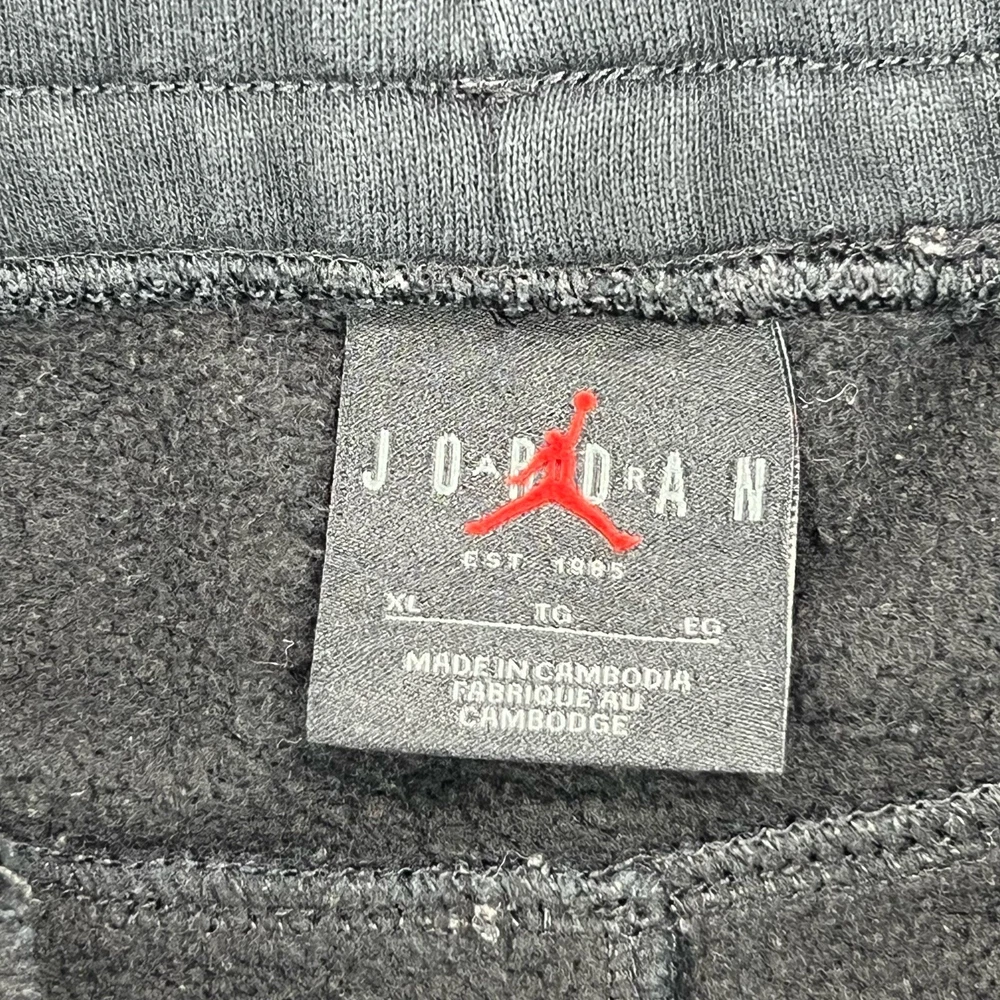 JORDAN
AIR
EST. 1985
XL TG EG
MADE IN CAMBODIA
FABRIQUE AU
CAMBODGE